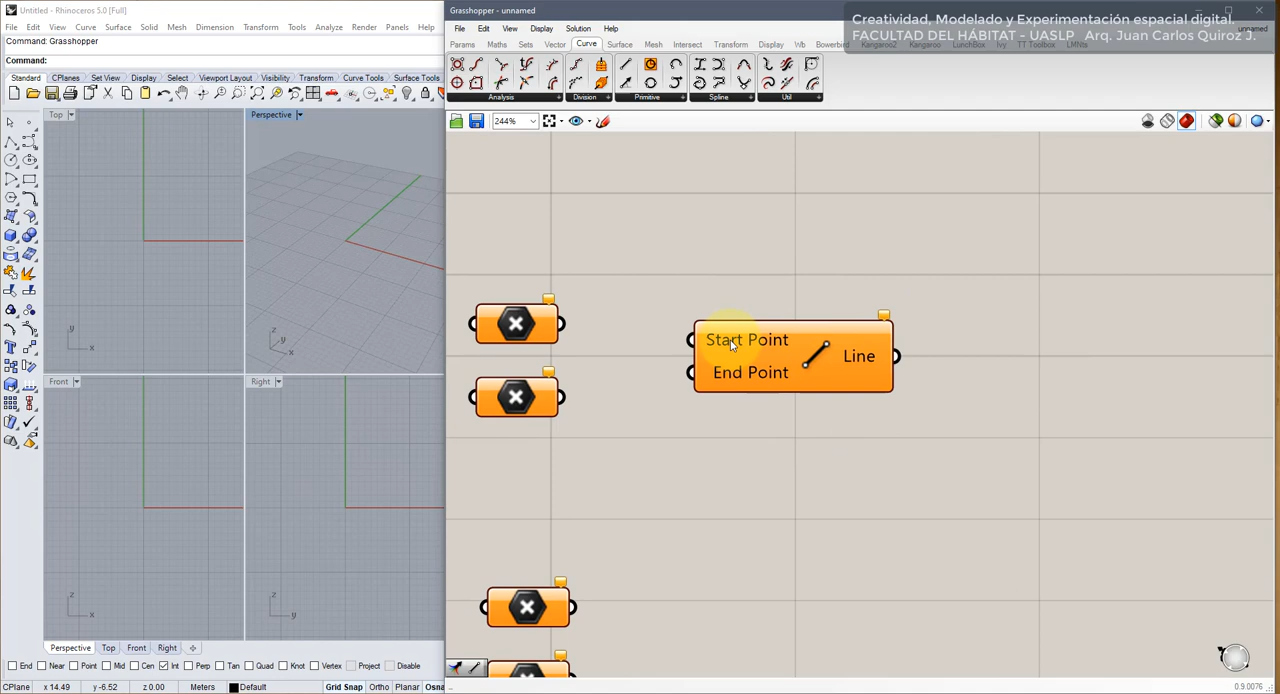 Untitled - Rhinoceros 5.0 [Full]
File Edit View Curve Surface Solid Mesh Dimension Transform Tools Analyze Render Panels Help
Command: Grasshopper
Command:
Standard CPlanes Set View Display Select Viewport Layout Visibility Transform Curve Tools Surface Tools
Top
Perspective
Front
Right
y
x
z
y
x
z
x
z
y
Perspective Top Front Right
End Near Point Mid Cen Int Perp Tan Quad Knot Vertex Project Disable
CPlane x 14.49 y -6.52 z 0.00 Meters Default Grid Snap Ortho Planar Osna
Grasshopper - unnamed
Creatividad, Modelado y Experimentación espacial digital.
FACULTAD DEL HÁBITAT - UASLP Arq. Juan Carlos Quiroz J.
File Edit View Display Solution Help
unnamed
Params Maths Sets Vector Curve Surface Mesh Intersect Transform Display Wb Bowerbird Kangaroo2 Kangaroo LunchBox Ivy TT Toolbox LMNts
Analysis Division Primitive Spline Util
244%
Start Point
End Point
Line
0.9.0076